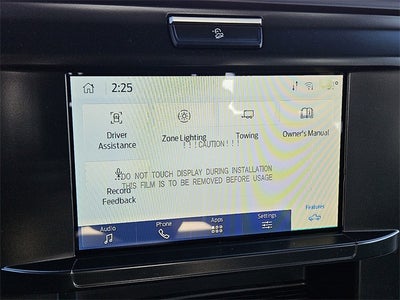 2:25
Driver
Assistance
Zone Lighting
Towing
Owner's Manual
! ! !CAUTION! ! !
DO NOT TOUCH DISPLAY DURING INSTALLATION
THIS FILM IS TO BE REMOVED BEFORE USAGE
Record
Feedback
Audio
Phone
Apps
Settings
Features